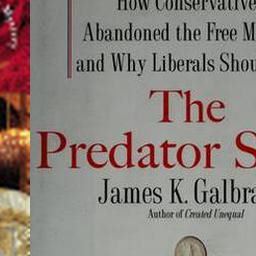 How Conservative
Abandoned the Free M
and Why Liberals Shou
The
Predator S
James K. Galbra
Author of Created Unequal